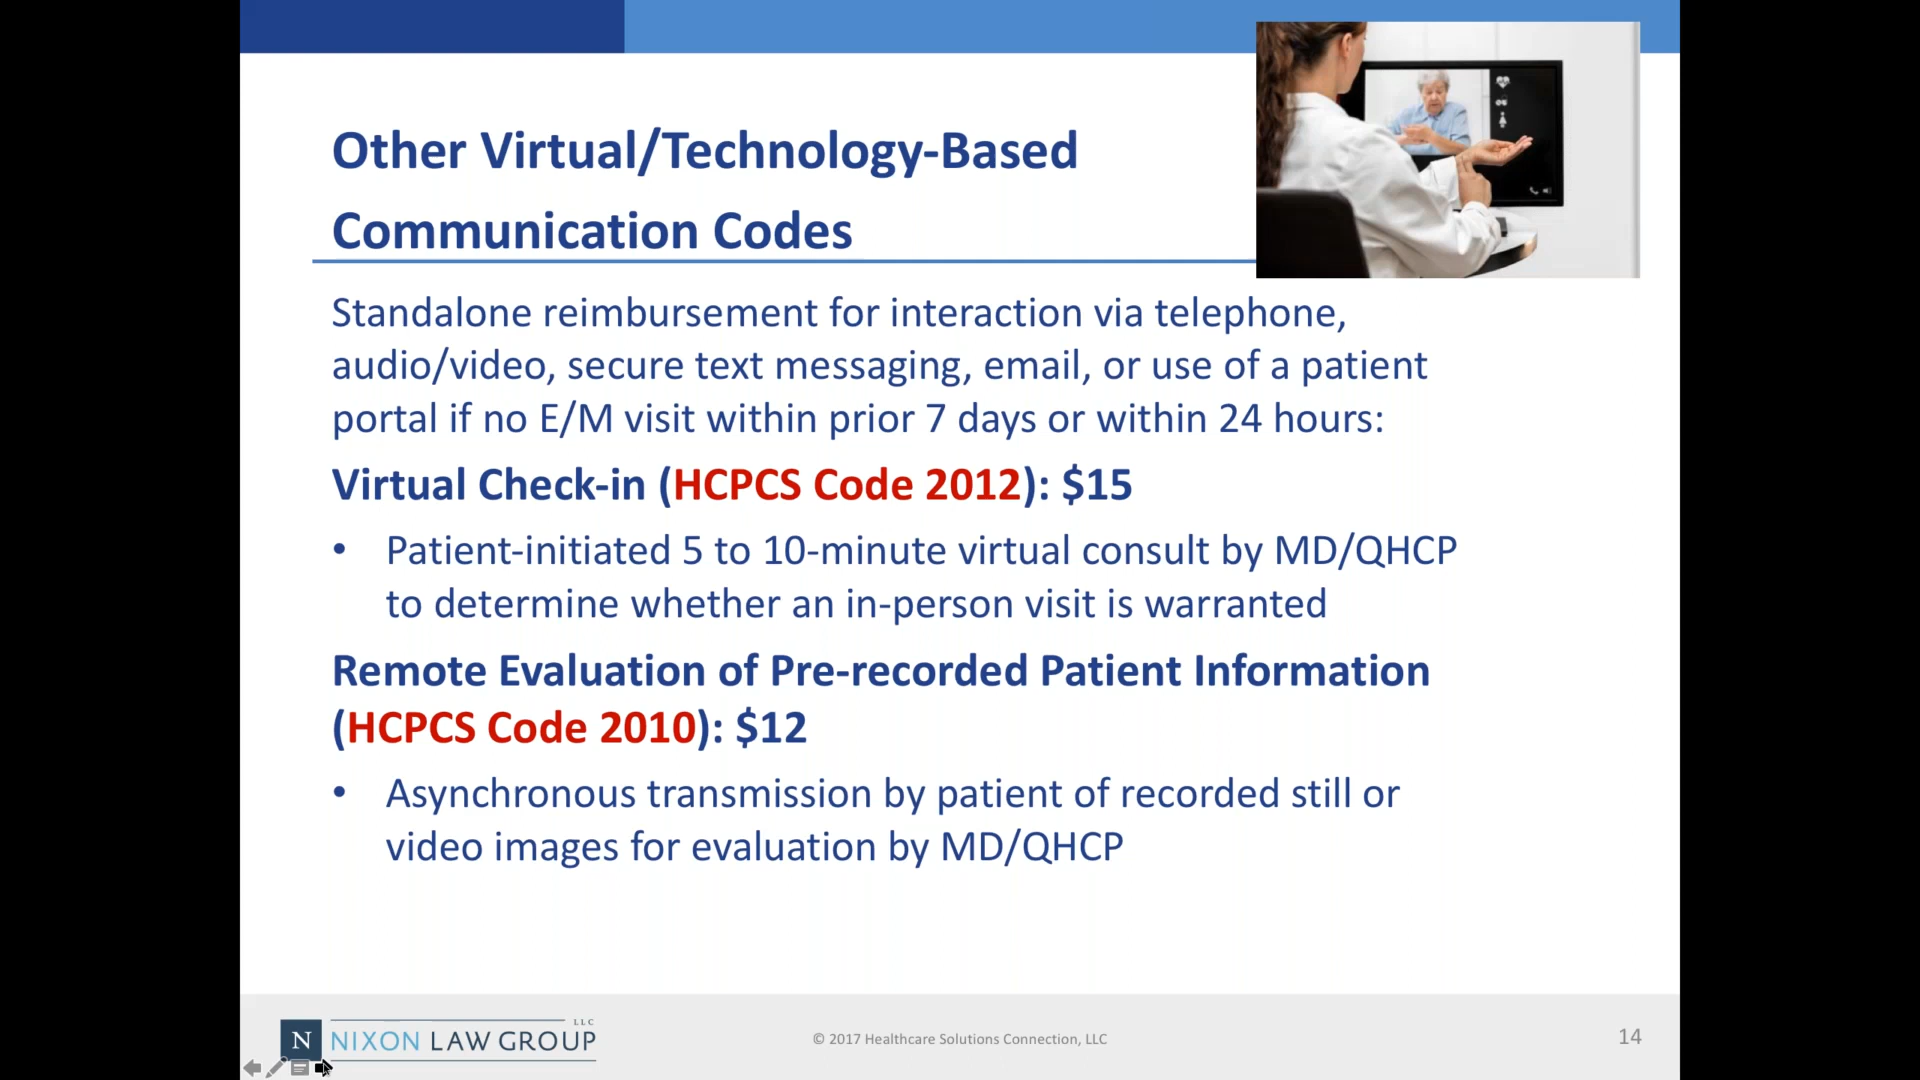 Other Virtual/Technology-Based
Communication Codes
Standalone reimbursement for interaction via telephone,
audio/video, secure text messaging, email, or use of a patient
portal if no E/M visit within prior 7 days or within 24 hours:
Virtual Check-in (HCPCS Code 2012): $15
• Patient-initiated 5 to 10-minute virtual consult by MD/QHCP
to determine whether an in-person visit is warranted
Remote Evaluation of Pre-recorded Patient Information
(HCPCS Code 2010): $12
• Asynchronous transmission by patient of recorded still or
video images for evaluation by MD/QHCP
LLC
N NIXON LAW GROUP
© 2017 Healthcare Solutions Connection, LLC
14